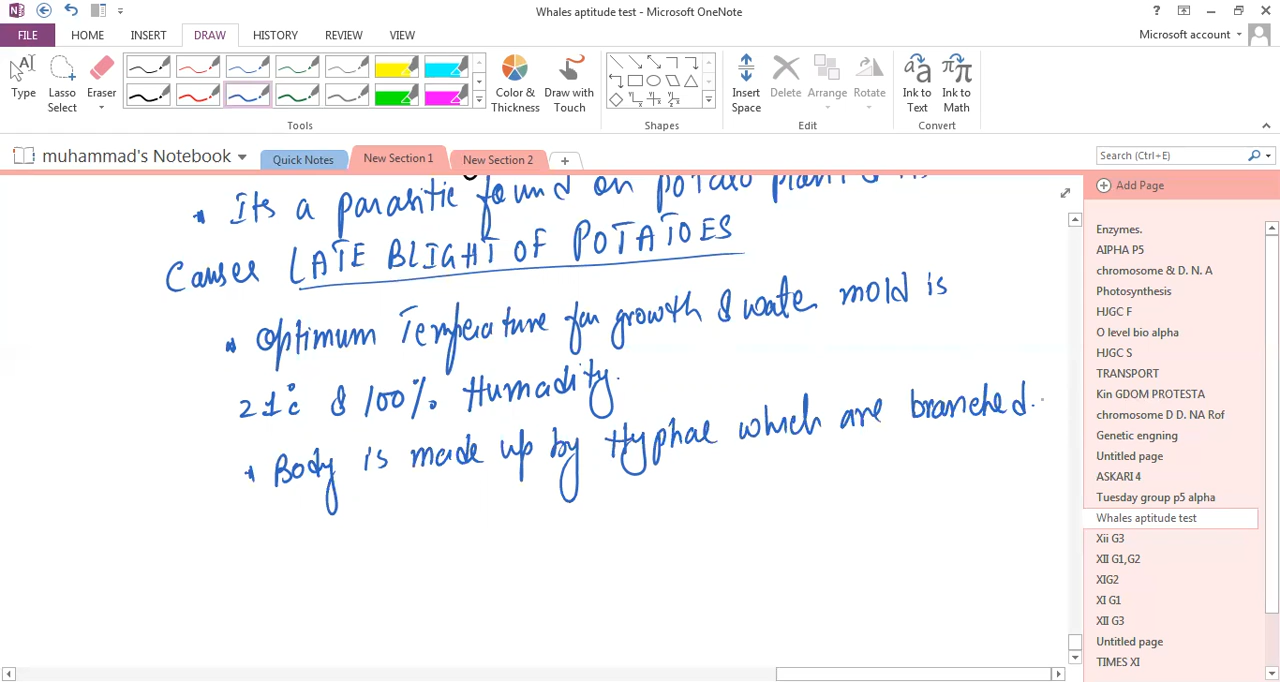 Whales aptitude test - Microsoft OneNote
FILE HOME INSERT DRAW HISTORY REVIEW VIEW
Microsoft account
Type
Lasso Select
Eraser
Color & Thickness
Draw with Touch
Insert Space
Delete
Arrange
Rotate
Ink to Text
Ink to Math
Tools
Shapes
Edit
Convert
muhammad's Notebook
Quick Notes
New Section 1
New Section 2
Search (Ctrl+E)
Its a parasitic found on potato plant &
Causes LATE BLIGHT OF POTATOES
Optimum Temperature for growth & wate mold is
21°c & 100% Humadity.
Body is made up by Hyphae which are branched.
Add Page
Enzymes.
AlPHA P5
chromosome & D. N. A
Photosynthesis
HJGC F
O level bio alpha
HJGC S
TRANSPORT
Kin GDOM PROTESTA
chromosome D D. NA Rof
Genetic engning
Untitled page
ASKARI 4
Tuesday group p5 alpha
Whales aptitude test
Xii G3
XII G1,G2
XIG2
XI G1
XII G3
Untitled page
TIMES XI